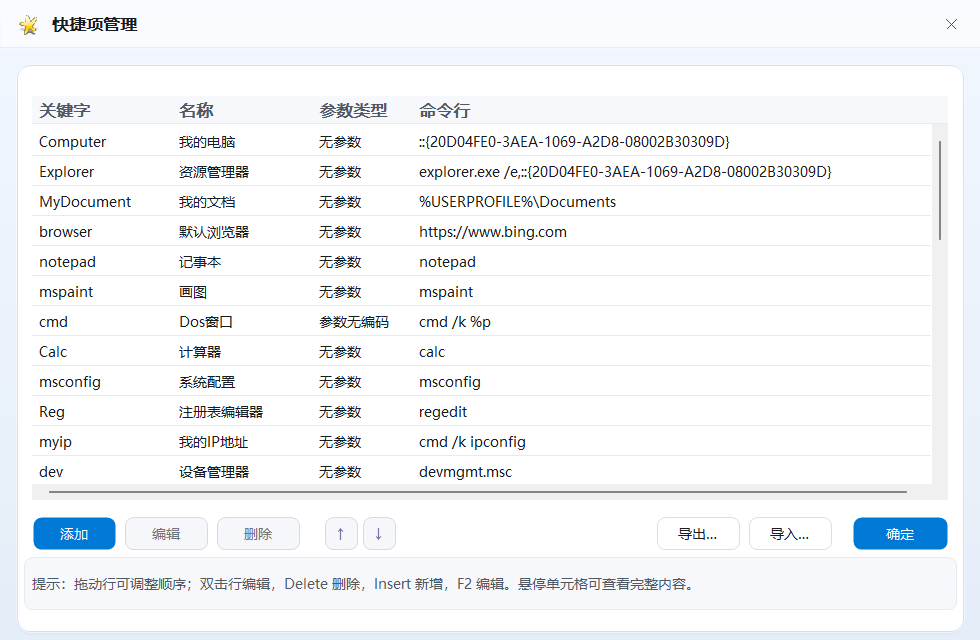 快捷项管理
关键字 名称 参数类型 命令行
Computer 我的电脑 无参数 ::{20D04FE0-3AEA-1069-A2D8-08002B30309D}
Explorer 资源管理器 无参数 explorer.exe /e,::{20D04FE0-3AEA-1069-A2D8-08002B30309D}
MyDocument 我的文档 无参数 %USERPROFILE%\Documents
browser 默认浏览器 无参数 https://www.bing.com
notepad 记事本 无参数 notepad
mspaint 画图 无参数 mspaint
cmd Dos窗口 参数无编码 cmd /k %p
Calc 计算器 无参数 calc
msconfig 系统配置 无参数 msconfig
Reg 注册表编辑器 无参数 regedit
myip 我的IP地址 无参数 cmd /k ipconfig
dev 设备管理器 无参数 devmgmt.msc
添加 编辑 删除 ↑ ↓ 导出... 导入... 确定
提示：拖动行可调整顺序；双击行编辑，Delete 删除，Insert 新增，F2 编辑。悬停单元格可查看完整内容。